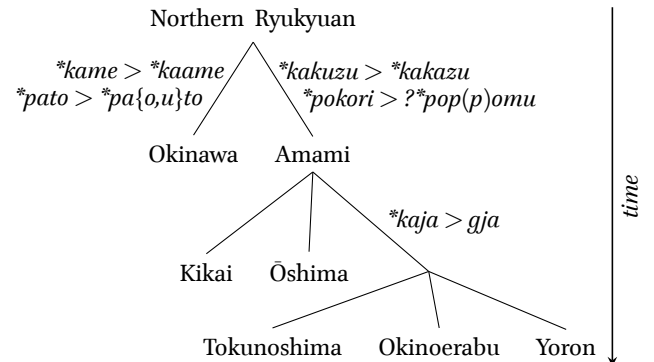 Northern Ryukyuan
*kame > *kaame
*kakuzu > *kakazu
*pato > *pa{o,u}to
*pokori > ?*pop(p)omu
Okinawa
Amami
*kaja > gja
time
Kikai
Ōshima
Tokunoshima
Okinoerabu
Yoron